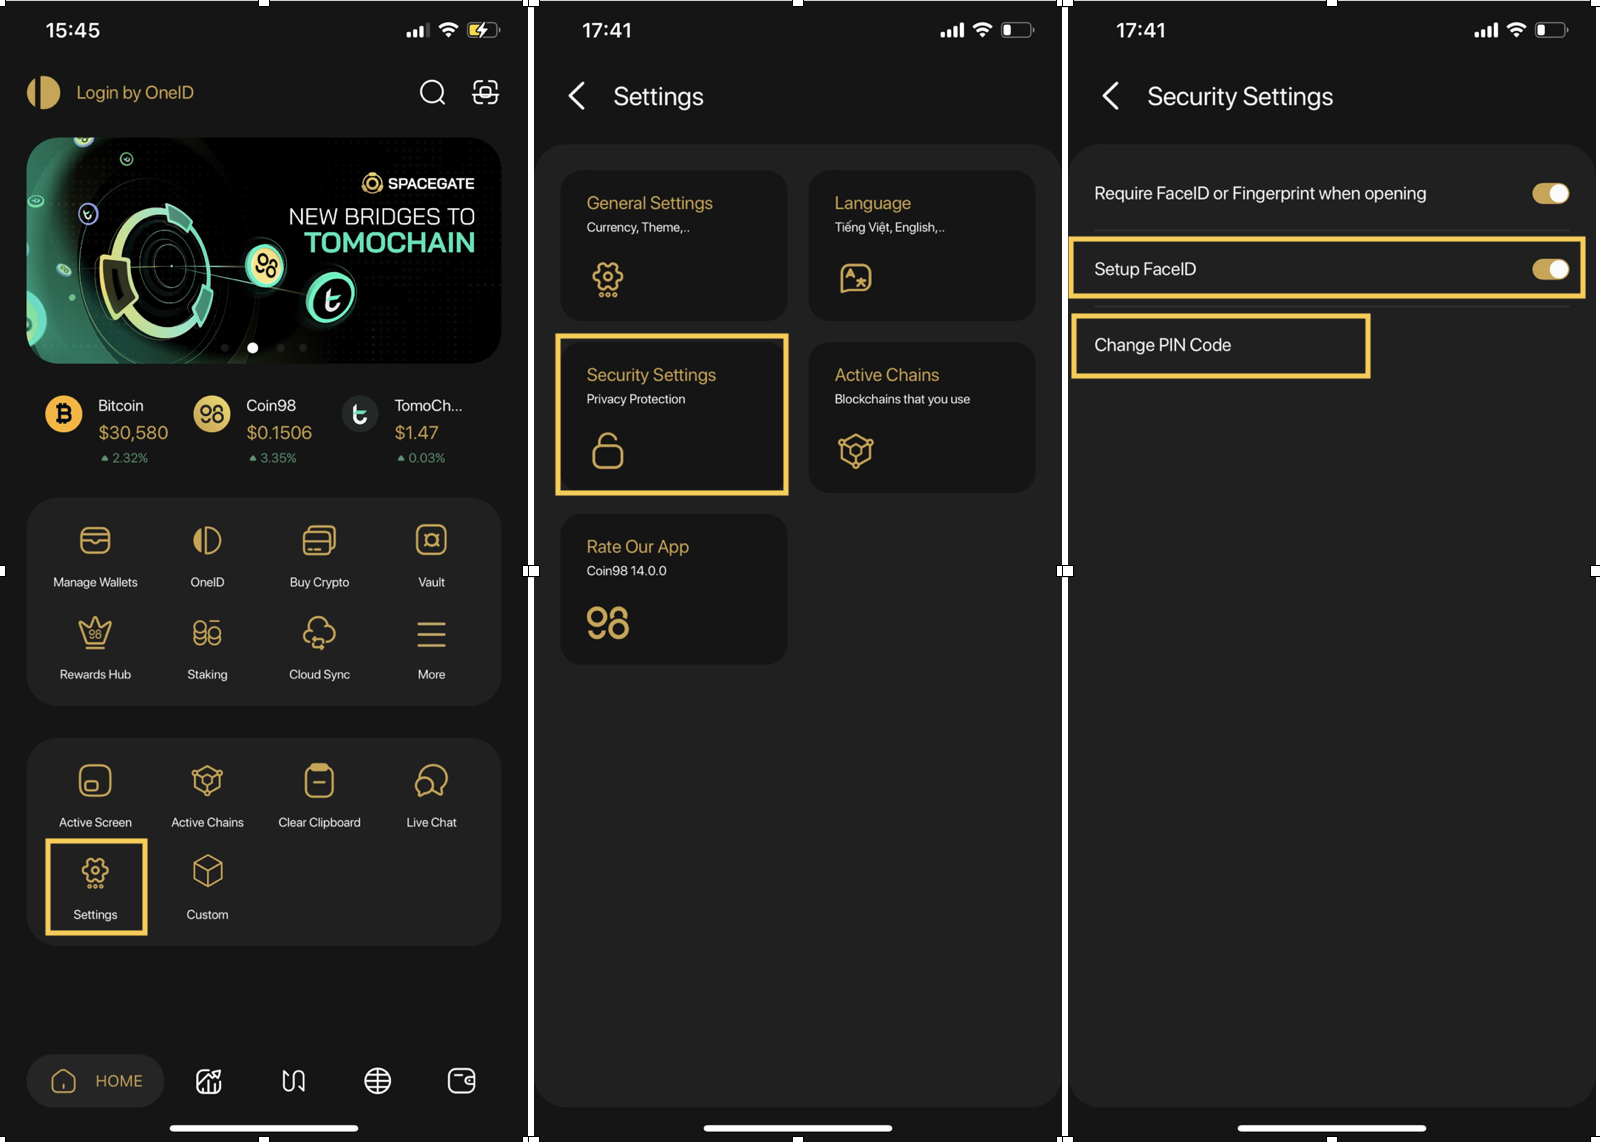 15:45
Login by OneID
SPACEGATE
NEW BRIDGES TO
TOMOCHAIN
Bitcoin
$30,580
2.32%
Coin98
$0.1506
3.35%
TomoCh...
$1.47
0.03%
Manage Wallets
OneID
Buy Crypto
Vault
Rewards Hub
Staking
Cloud Sync
More
Active Screen
Active Chains
Clear Clipboard
Live Chat
Settings
Custom
HOME
17:41
Settings
General Settings
Currency, Theme,..
Language
Tiếng Việt, English,..
Security Settings
Privacy Protection
Active Chains
Blockchains that you use
Rate Our App
Coin98 14.0.0
17:41
Security Settings
Require FaceID or Fingerprint when opening
Setup FaceID
Change PIN Code